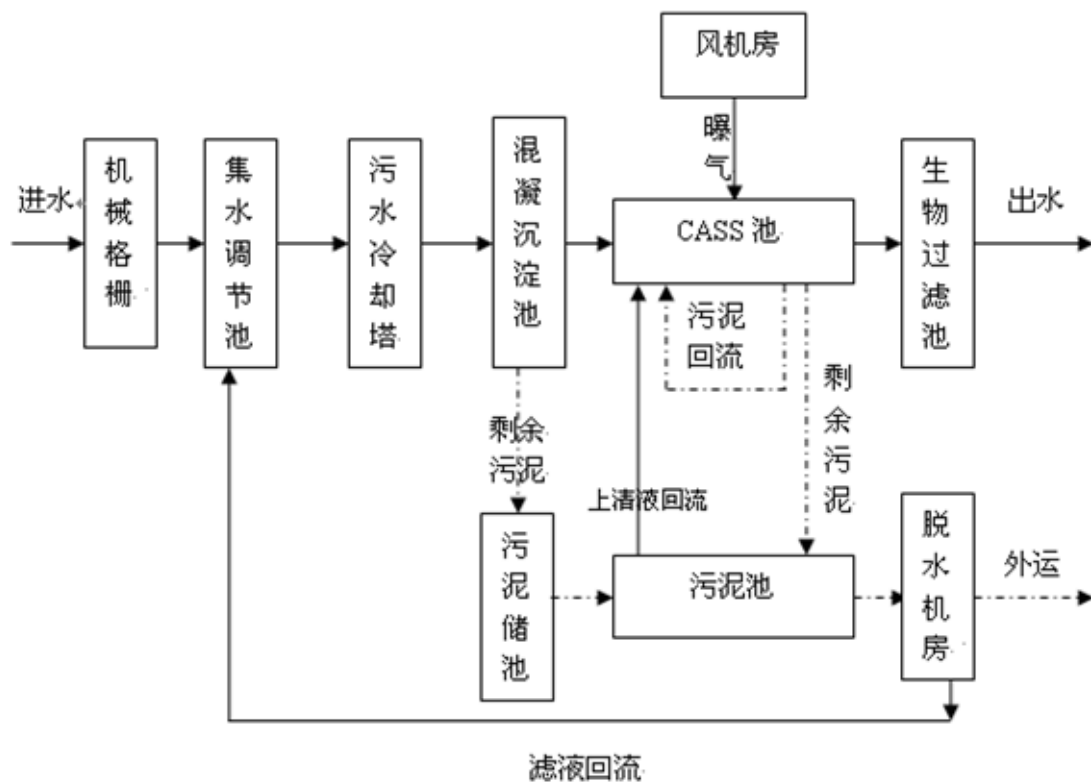 风机房
曝气
进水
机械格栅
集水调节池
污水冷却塔
混凝沉淀池
CASS 池
生物过滤池
出水
污泥
回流
剩余污泥
剩余
污泥
上清液回流
污泥储池
污泥池
脱水机房
外运
滤液回流